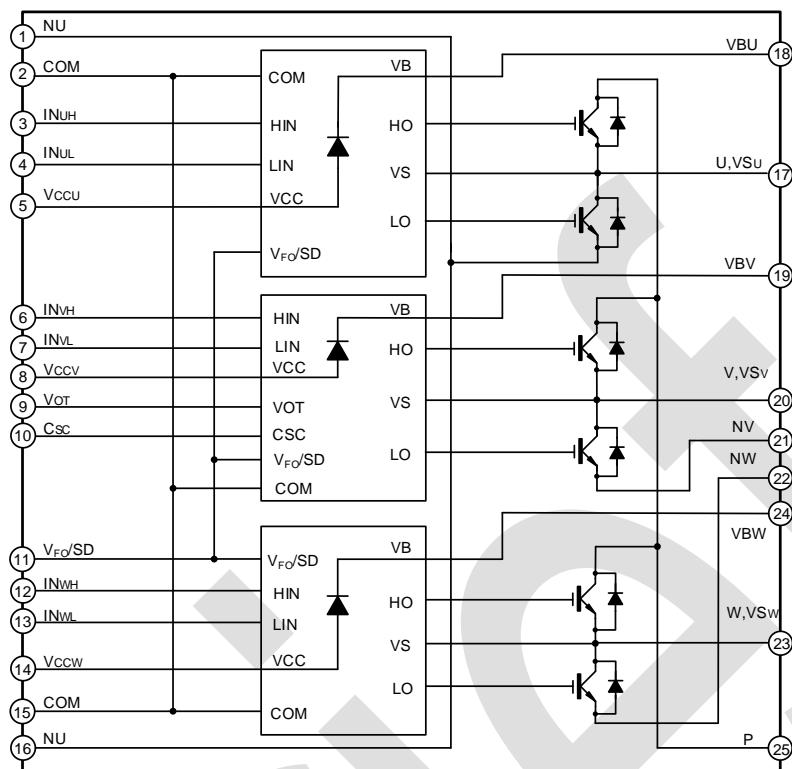 1 NU
2 COM
3 INUH
4 INUL
5 VCCU
6 INVH
7 INVL
8 VCCV
9 VOT
10 CSC
11 VFO/SD
12 INWH
13 INWL
14 VCCW
15 COM
16 NU
COM VB
HIN HO
LIN VS
VCC LO
VFO/SD
HIN VB
LIN HO
VCC
VOT VS
CSC
VFO/SD LO
COM
VFO/SD VB
HIN HO
LIN VS
VCC LO
COM
VBU 18
U,VSU 17
VBV 19
V,VSV 20
NV 21
NW 22
VBW 24
W,VSW 23
P 25